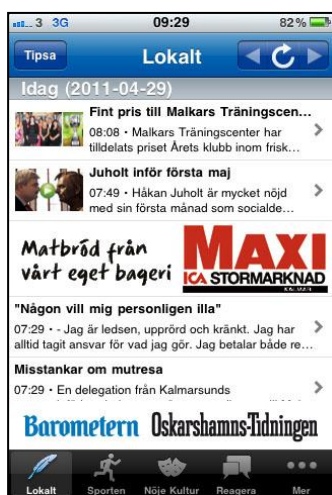 3 3G 09:29 82%
Tipsa Lokalt
Idag (2011-04-29)
Fint pris till Malkars Träningscen...
08:08 • Malkars Träningscenter har
tilldelats priset Årets klubb inom frisk...
Juholt inför första maj
07:49 • Håkan Juholt är mycket nöjd
med sin första månad som socialde...
Matbröd från
vårt eget bageri
MAXI
ICA STORMARKNAD
KALMAR
"Någon vill mig personligen illa"
07:29 • - Jag är ledsen, upprörd och kränkt. Jag har
alltid tagit ansvar för vad jag gör. Jag betalar både re...
Misstankar om mutresa
07:29 • En delegation från Kalmarsunds
Barometern Oskarshamns-Tidningen
Lokalt Sporten Nöje Kultur Reagera Mer